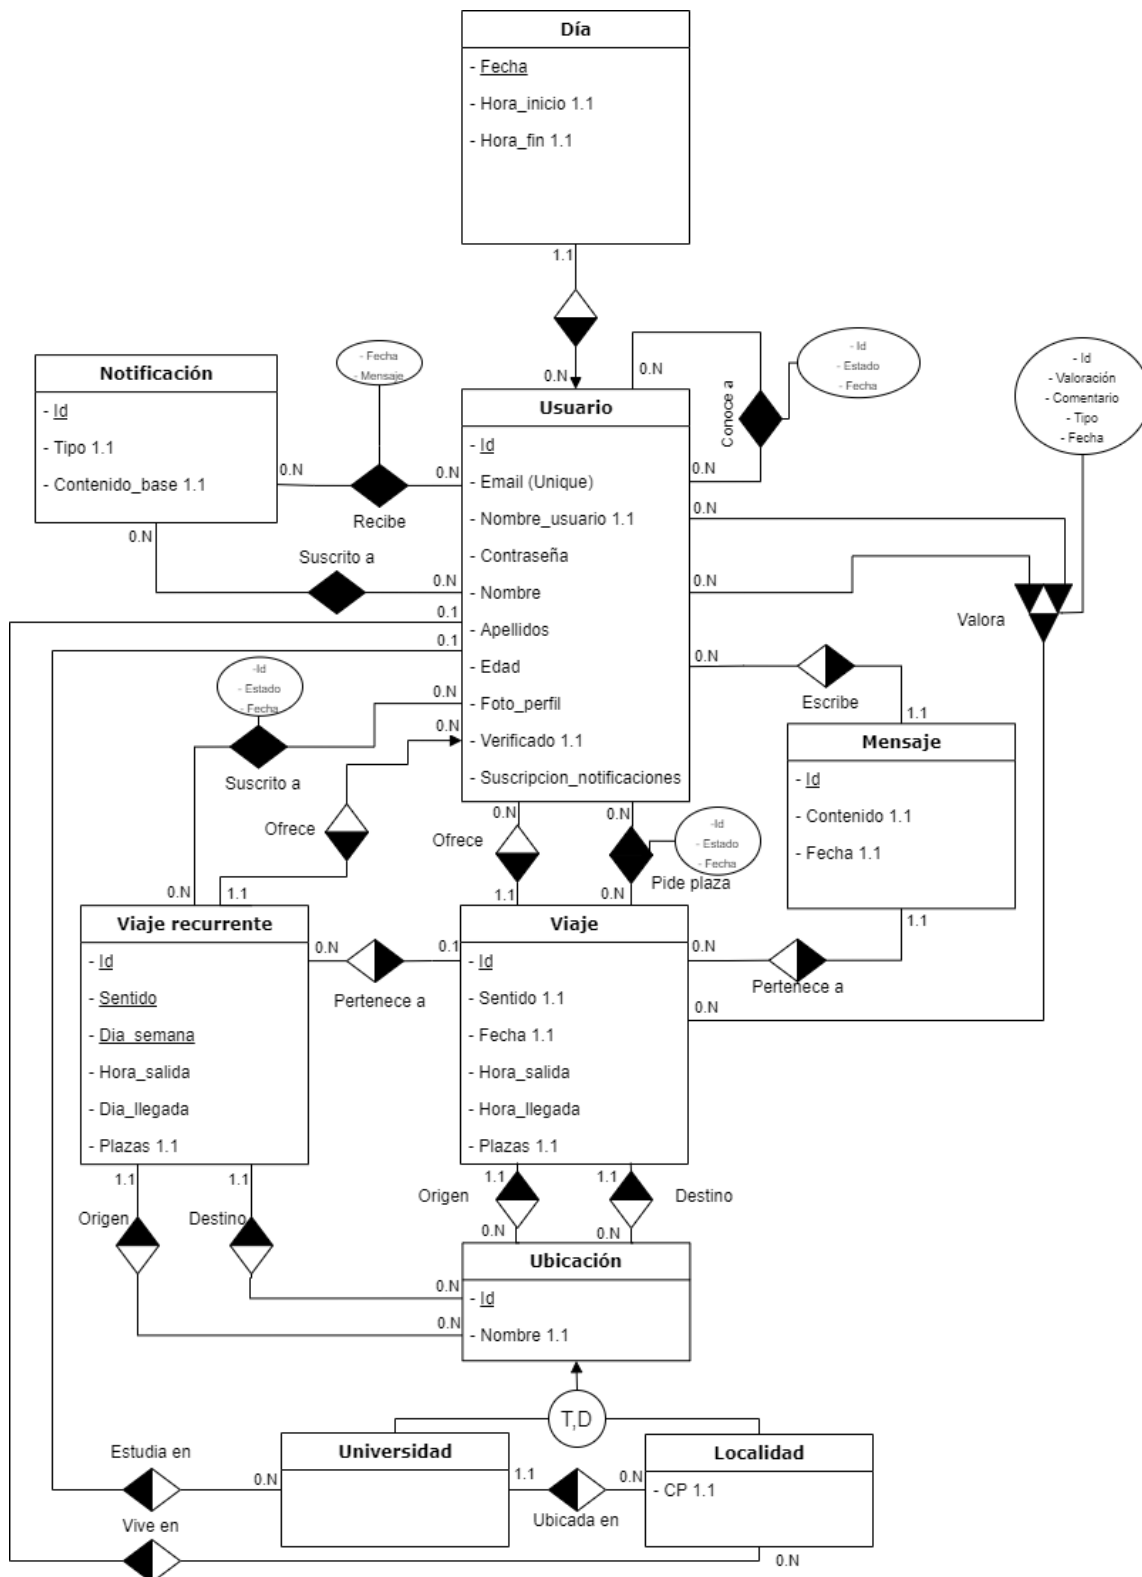 Día
- Fecha
- Hora_inicio 1.1
- Hora_fin 1.1
1.1
0.N
Notificación
- Id
- Tipo 1.1
- Contenido_base 1.1
- Fecha
- Mensaje
0.N
0.N
Recibe
0.N
Suscrito a
0.N
Usuario
- Id
- Email (Unique)
- Nombre_usuario 1.1
- Contraseña
- Nombre
- Apellidos
- Edad
- Foto_perfil
- Verificado 1.1
- Suscripcion_notificaciones
0.N
Conoce a
0.N
- Id
- Estado
- Fecha
- Id
- Valoración
- Comentario
- Tipo
- Fecha
0.N
0.N
Valora
0.1
0.1
0.N
Escribe
1.1
-Id
- Estado
- Fecha
0.N
Suscrito a
0.N
0.N
Ofrece
1.1
0.N
Ofrece
1.1
0.N
-Id
- Estado
- Fecha
Pide plaza
0.N
Mensaje
- Id
- Contenido 1.1
- Fecha 1.1
1.1
0.N
Pertenece a
0.N
Viaje recurrente
- Id
- Sentido
- Dia_semana
- Hora_salida
- Dia_llegada
- Plazas 1.1
0.N
0.1
Pertenece a
Viaje
- Id
- Sentido 1.1
- Fecha 1.1
- Hora_salida
- Hora_llegada
- Plazas 1.1
1.1
Origen
1.1
Destino
0.N
0.N
1.1
Origen
0.N
1.1
Destino
0.N
Ubicación
- Id
- Nombre 1.1
T,D
Universidad
Localidad
- CP 1.1
Estudia en
0.N
1.1
0.N
Ubicada en
Vive en
0.N